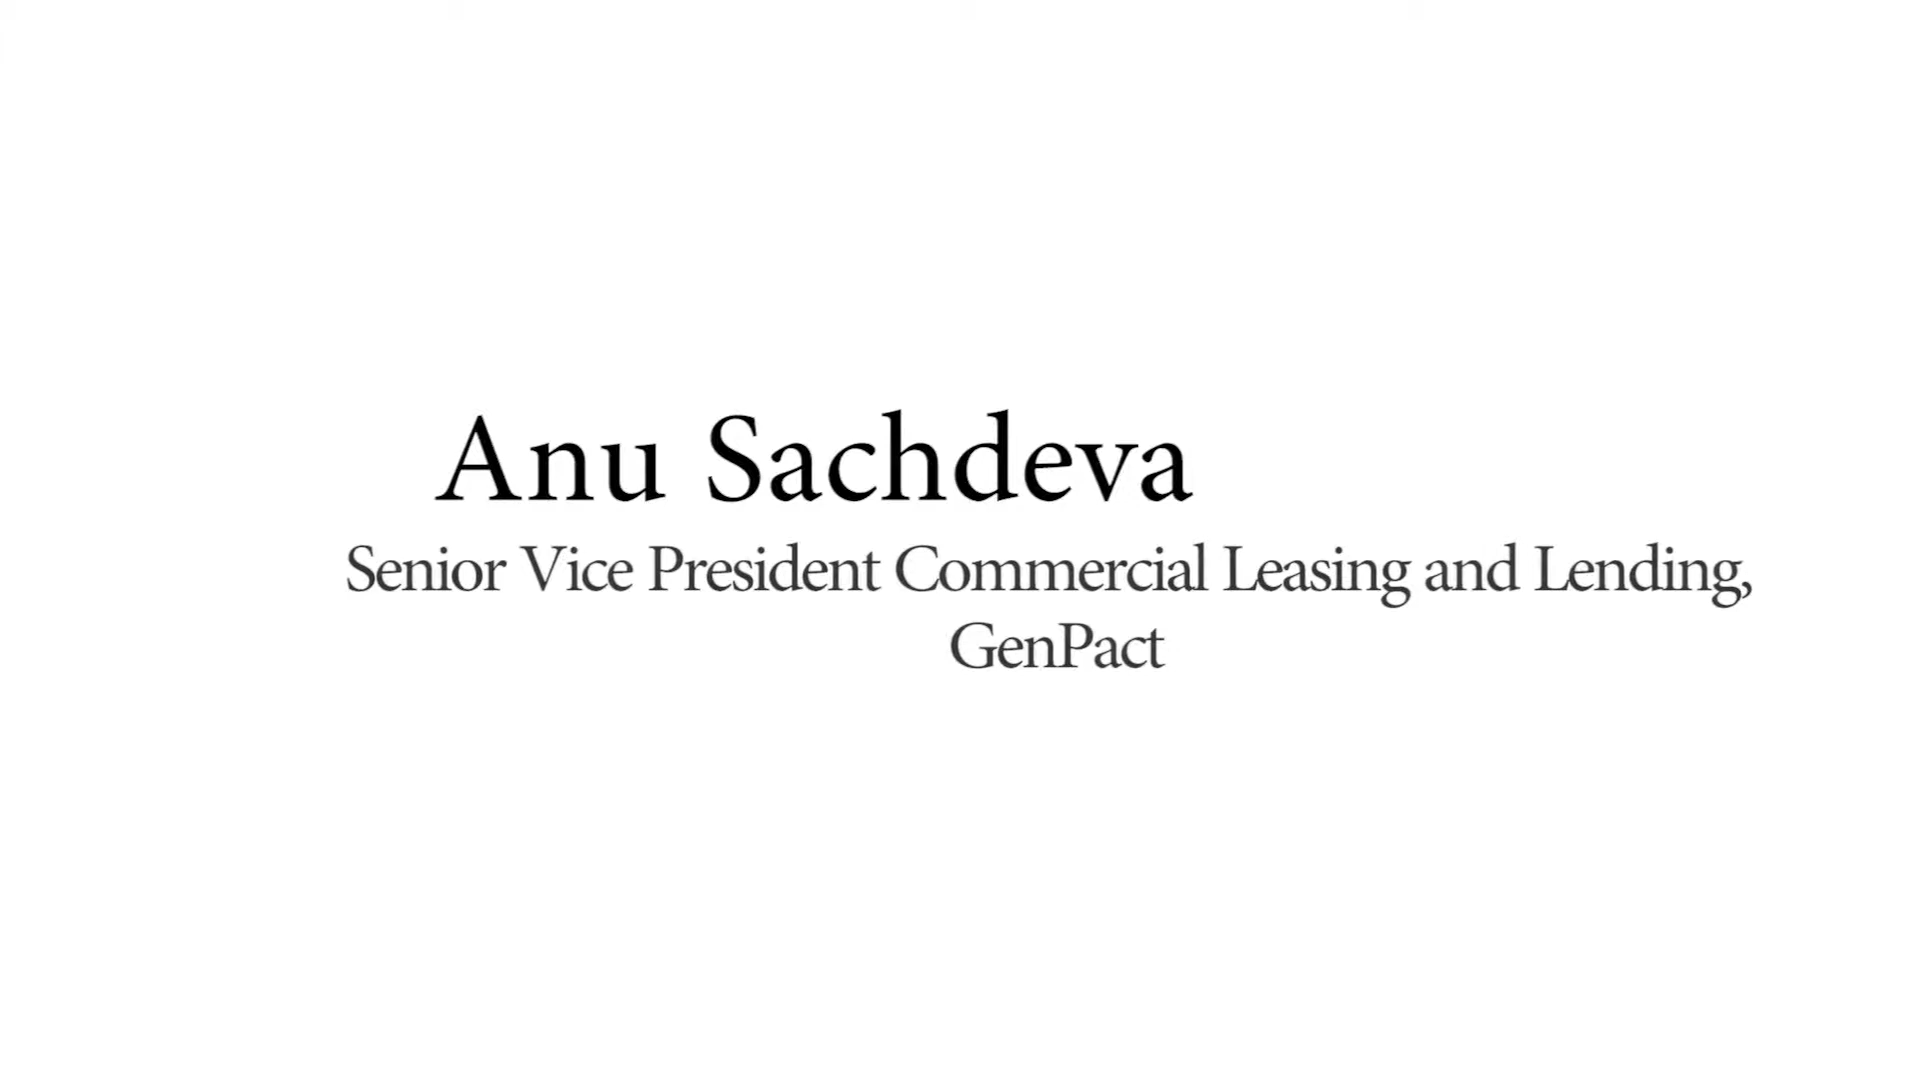 Anu Sachdeva
Senior Vice President Commercial Leasing and Lending,
GenPact